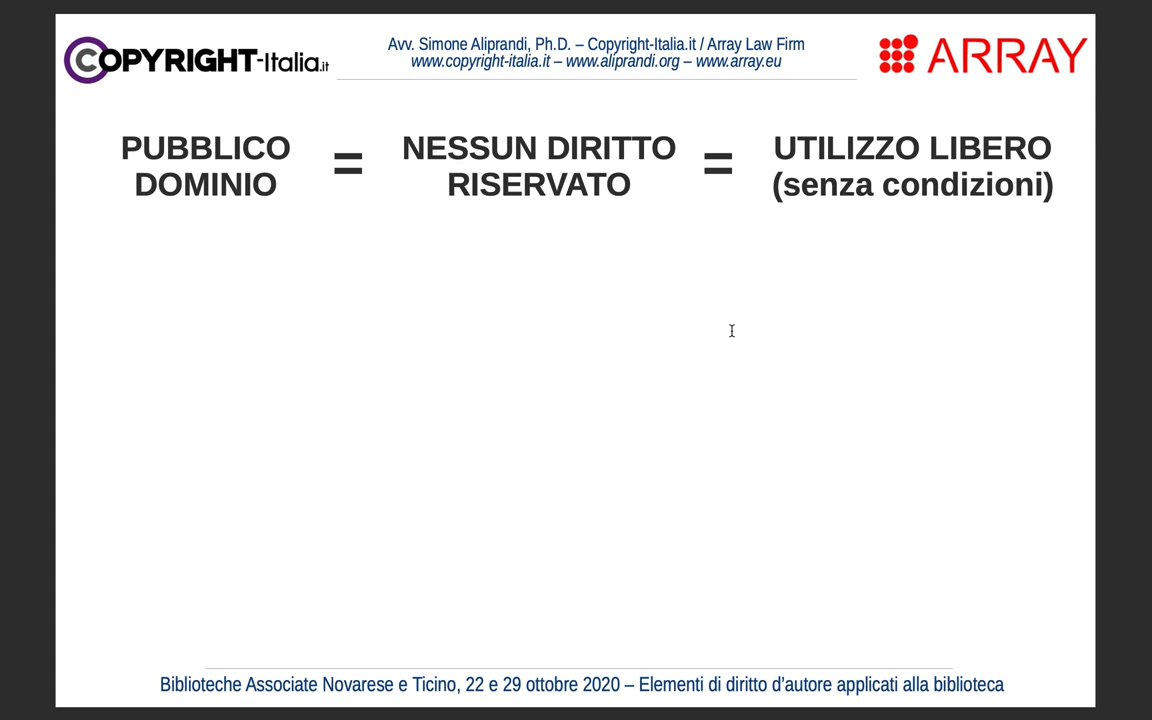 COPYRIGHT-Italia.it
Avv. Simone Aliprandi, Ph.D. – Copyright-Italia.it / Array Law Firm
www.copyright-italia.it – www.aliprandi.org – www.array.eu
ARRAY
PUBBLICO DOMINIO = NESSUN DIRITTO RISERVATO = UTILIZZO LIBERO (senza condizioni)
Biblioteche Associate Novarese e Ticino, 22 e 29 ottobre 2020 – Elementi di diritto d'autore applicati alla biblioteca